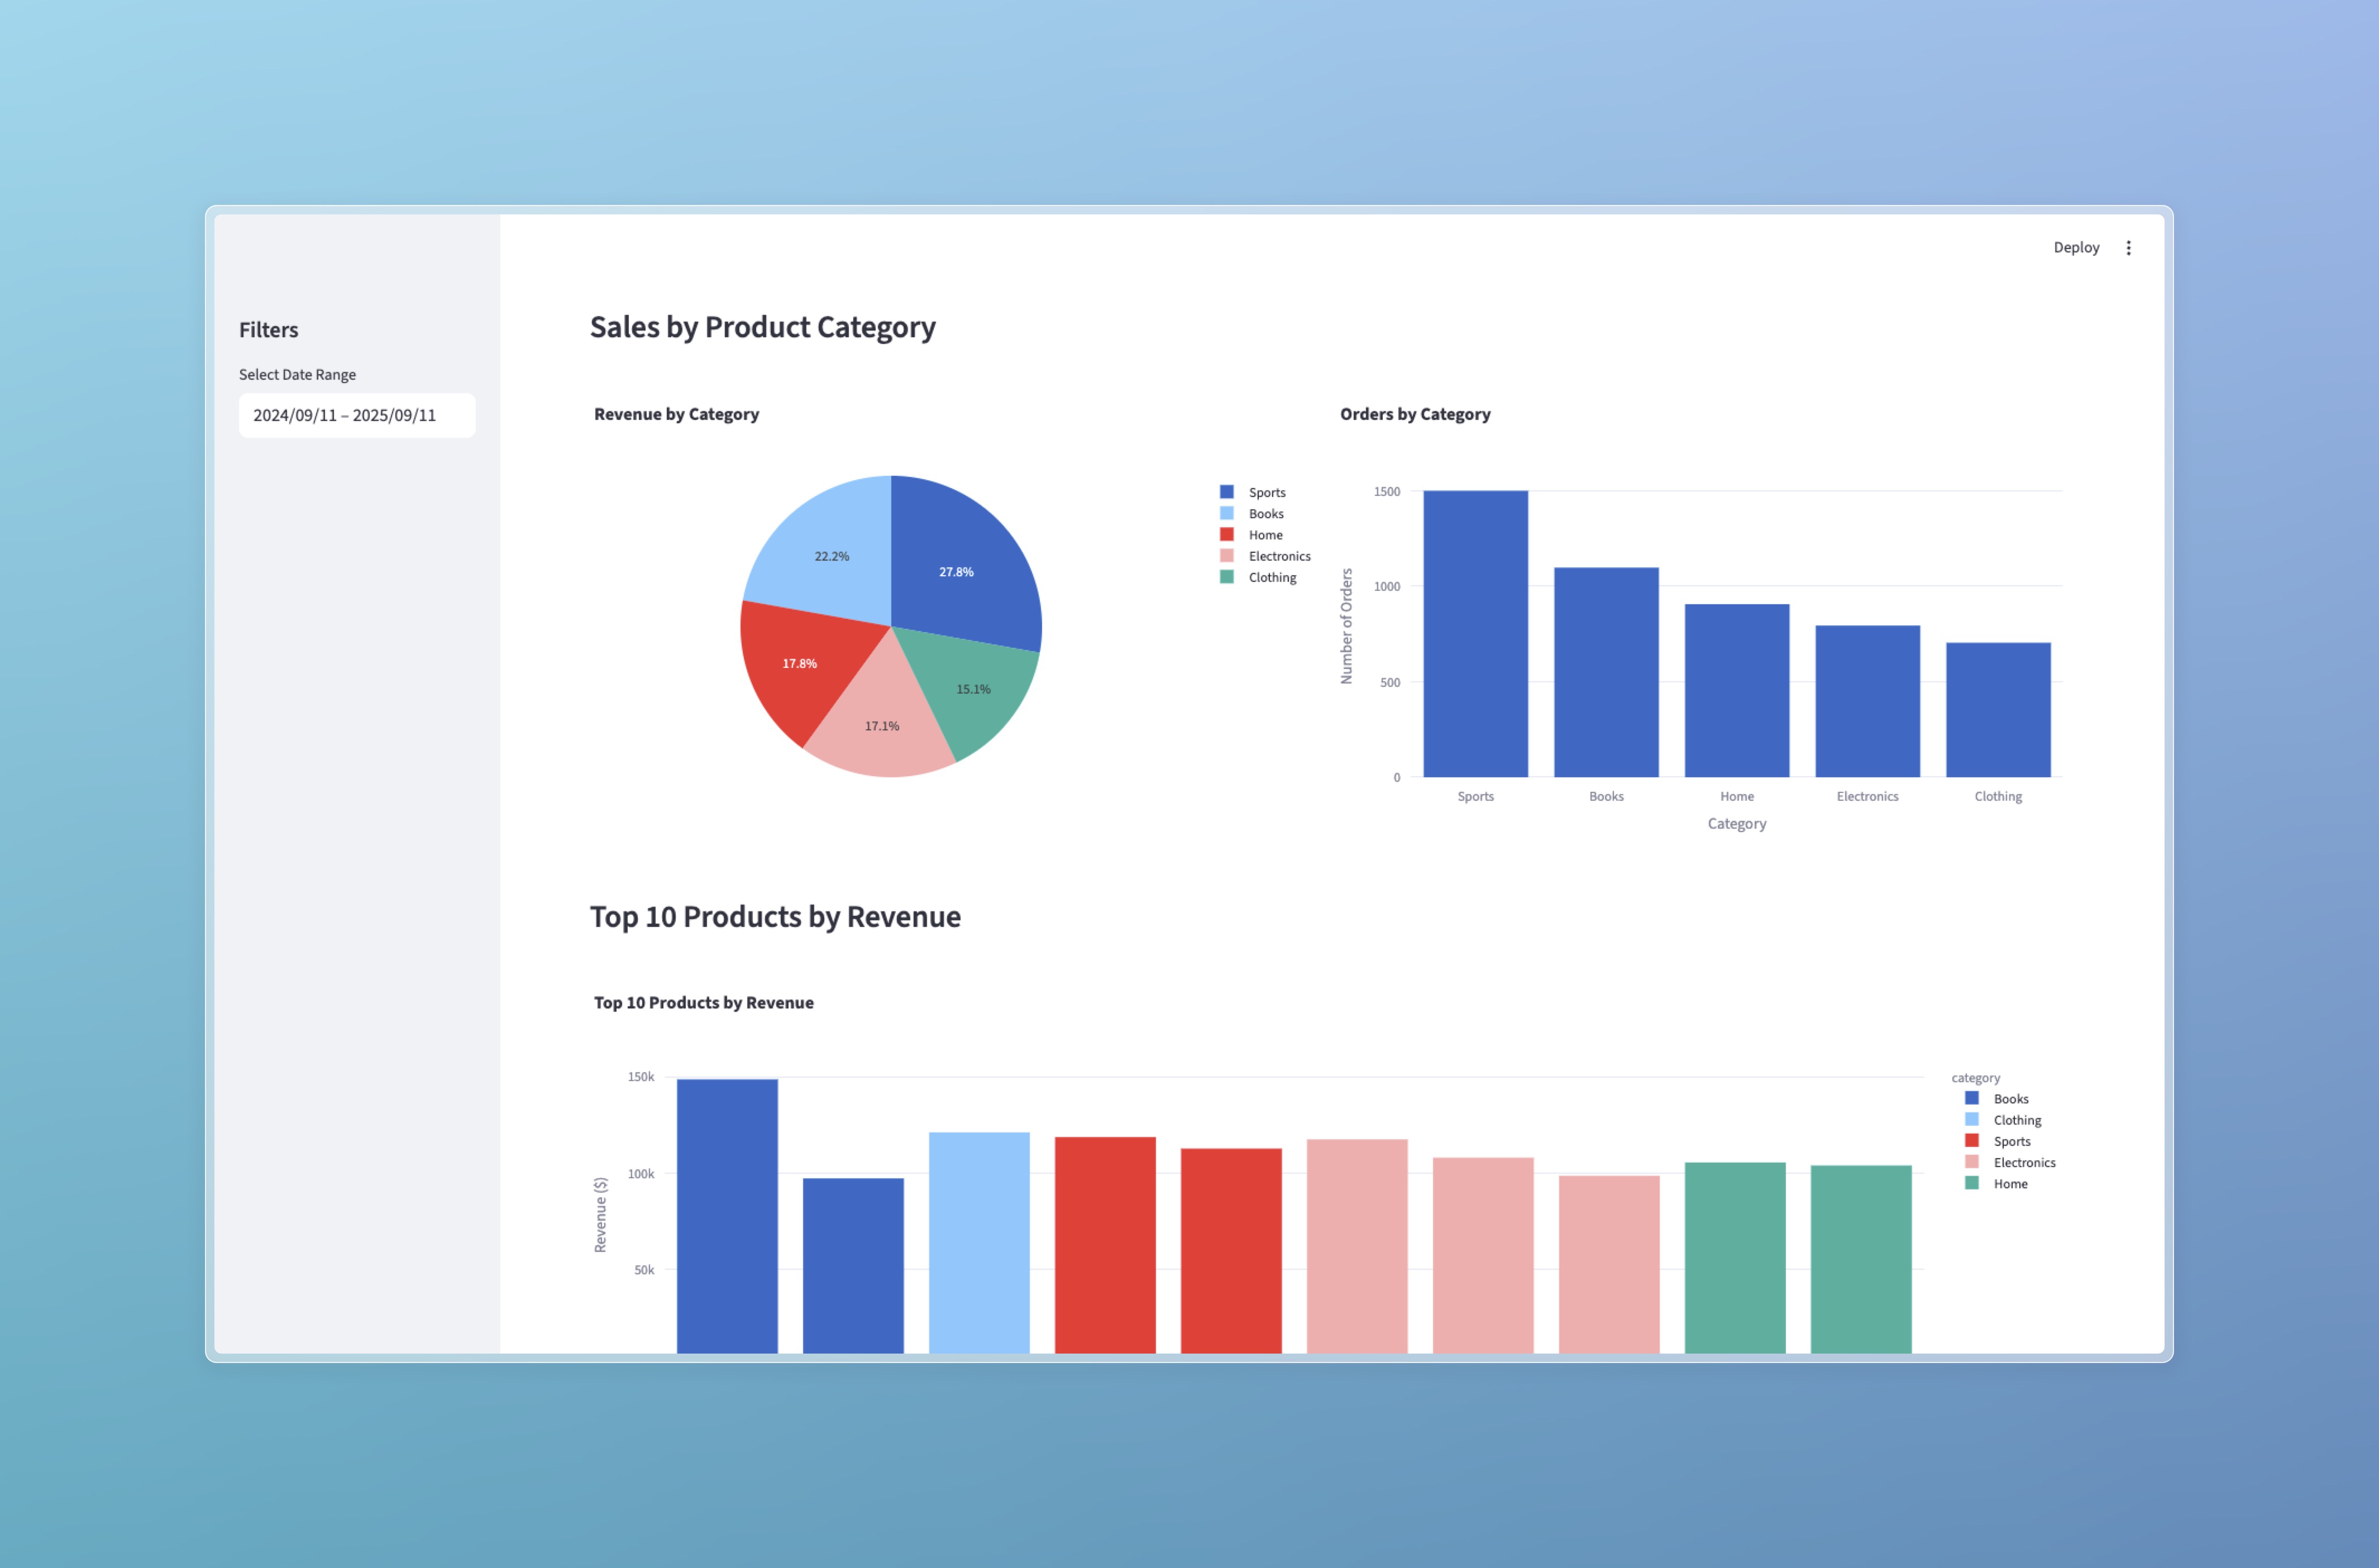 Deploy
Filters
Select Date Range
2024/09/11 – 2025/09/11
Sales by Product Category
Revenue by Category
22.2%
27.8%
17.8%
15.1%
17.1%
Sports
Books
Home
Electronics
Clothing
Orders by Category
Number of Orders
1500
1000
500
0
Sports
Books
Home
Electronics
Clothing
Category
Top 10 Products by Revenue
Top 10 Products by Revenue
Revenue ($)
150k
100k
50k
category
Books
Clothing
Sports
Electronics
Home